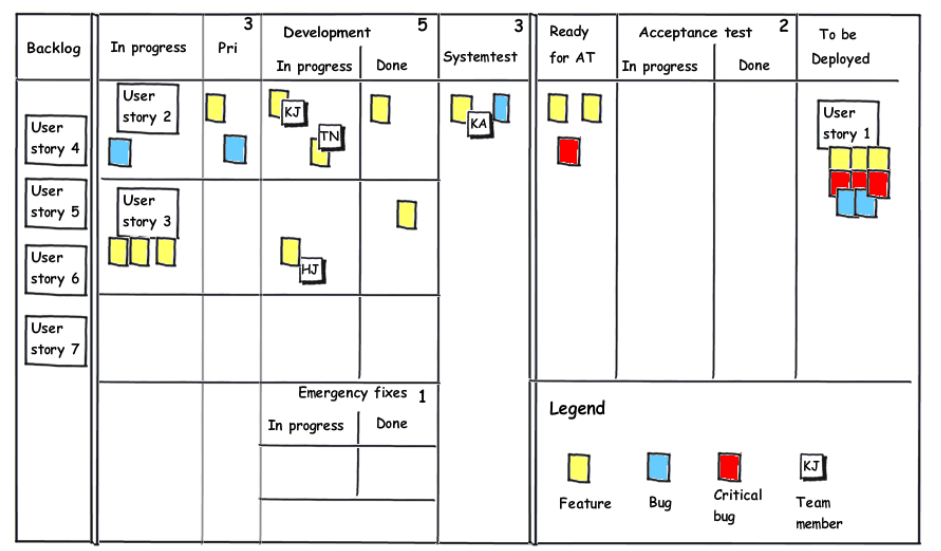 Backlog
In progress
3
Pri
Development 5
In progress
Done
3
Systemtest
Ready
for AT
Acceptance test 2
In progress
Done
To be
Deployed
User
story 4
User
story 5
User
story 6
User
story 7
User
story 2
User
story 3
KJ
TN
HJ
KA
User
story 1
Emergency fixes 1
In progress
Done
Legend
Feature
Bug
Critical
bug
KJ
Team
member